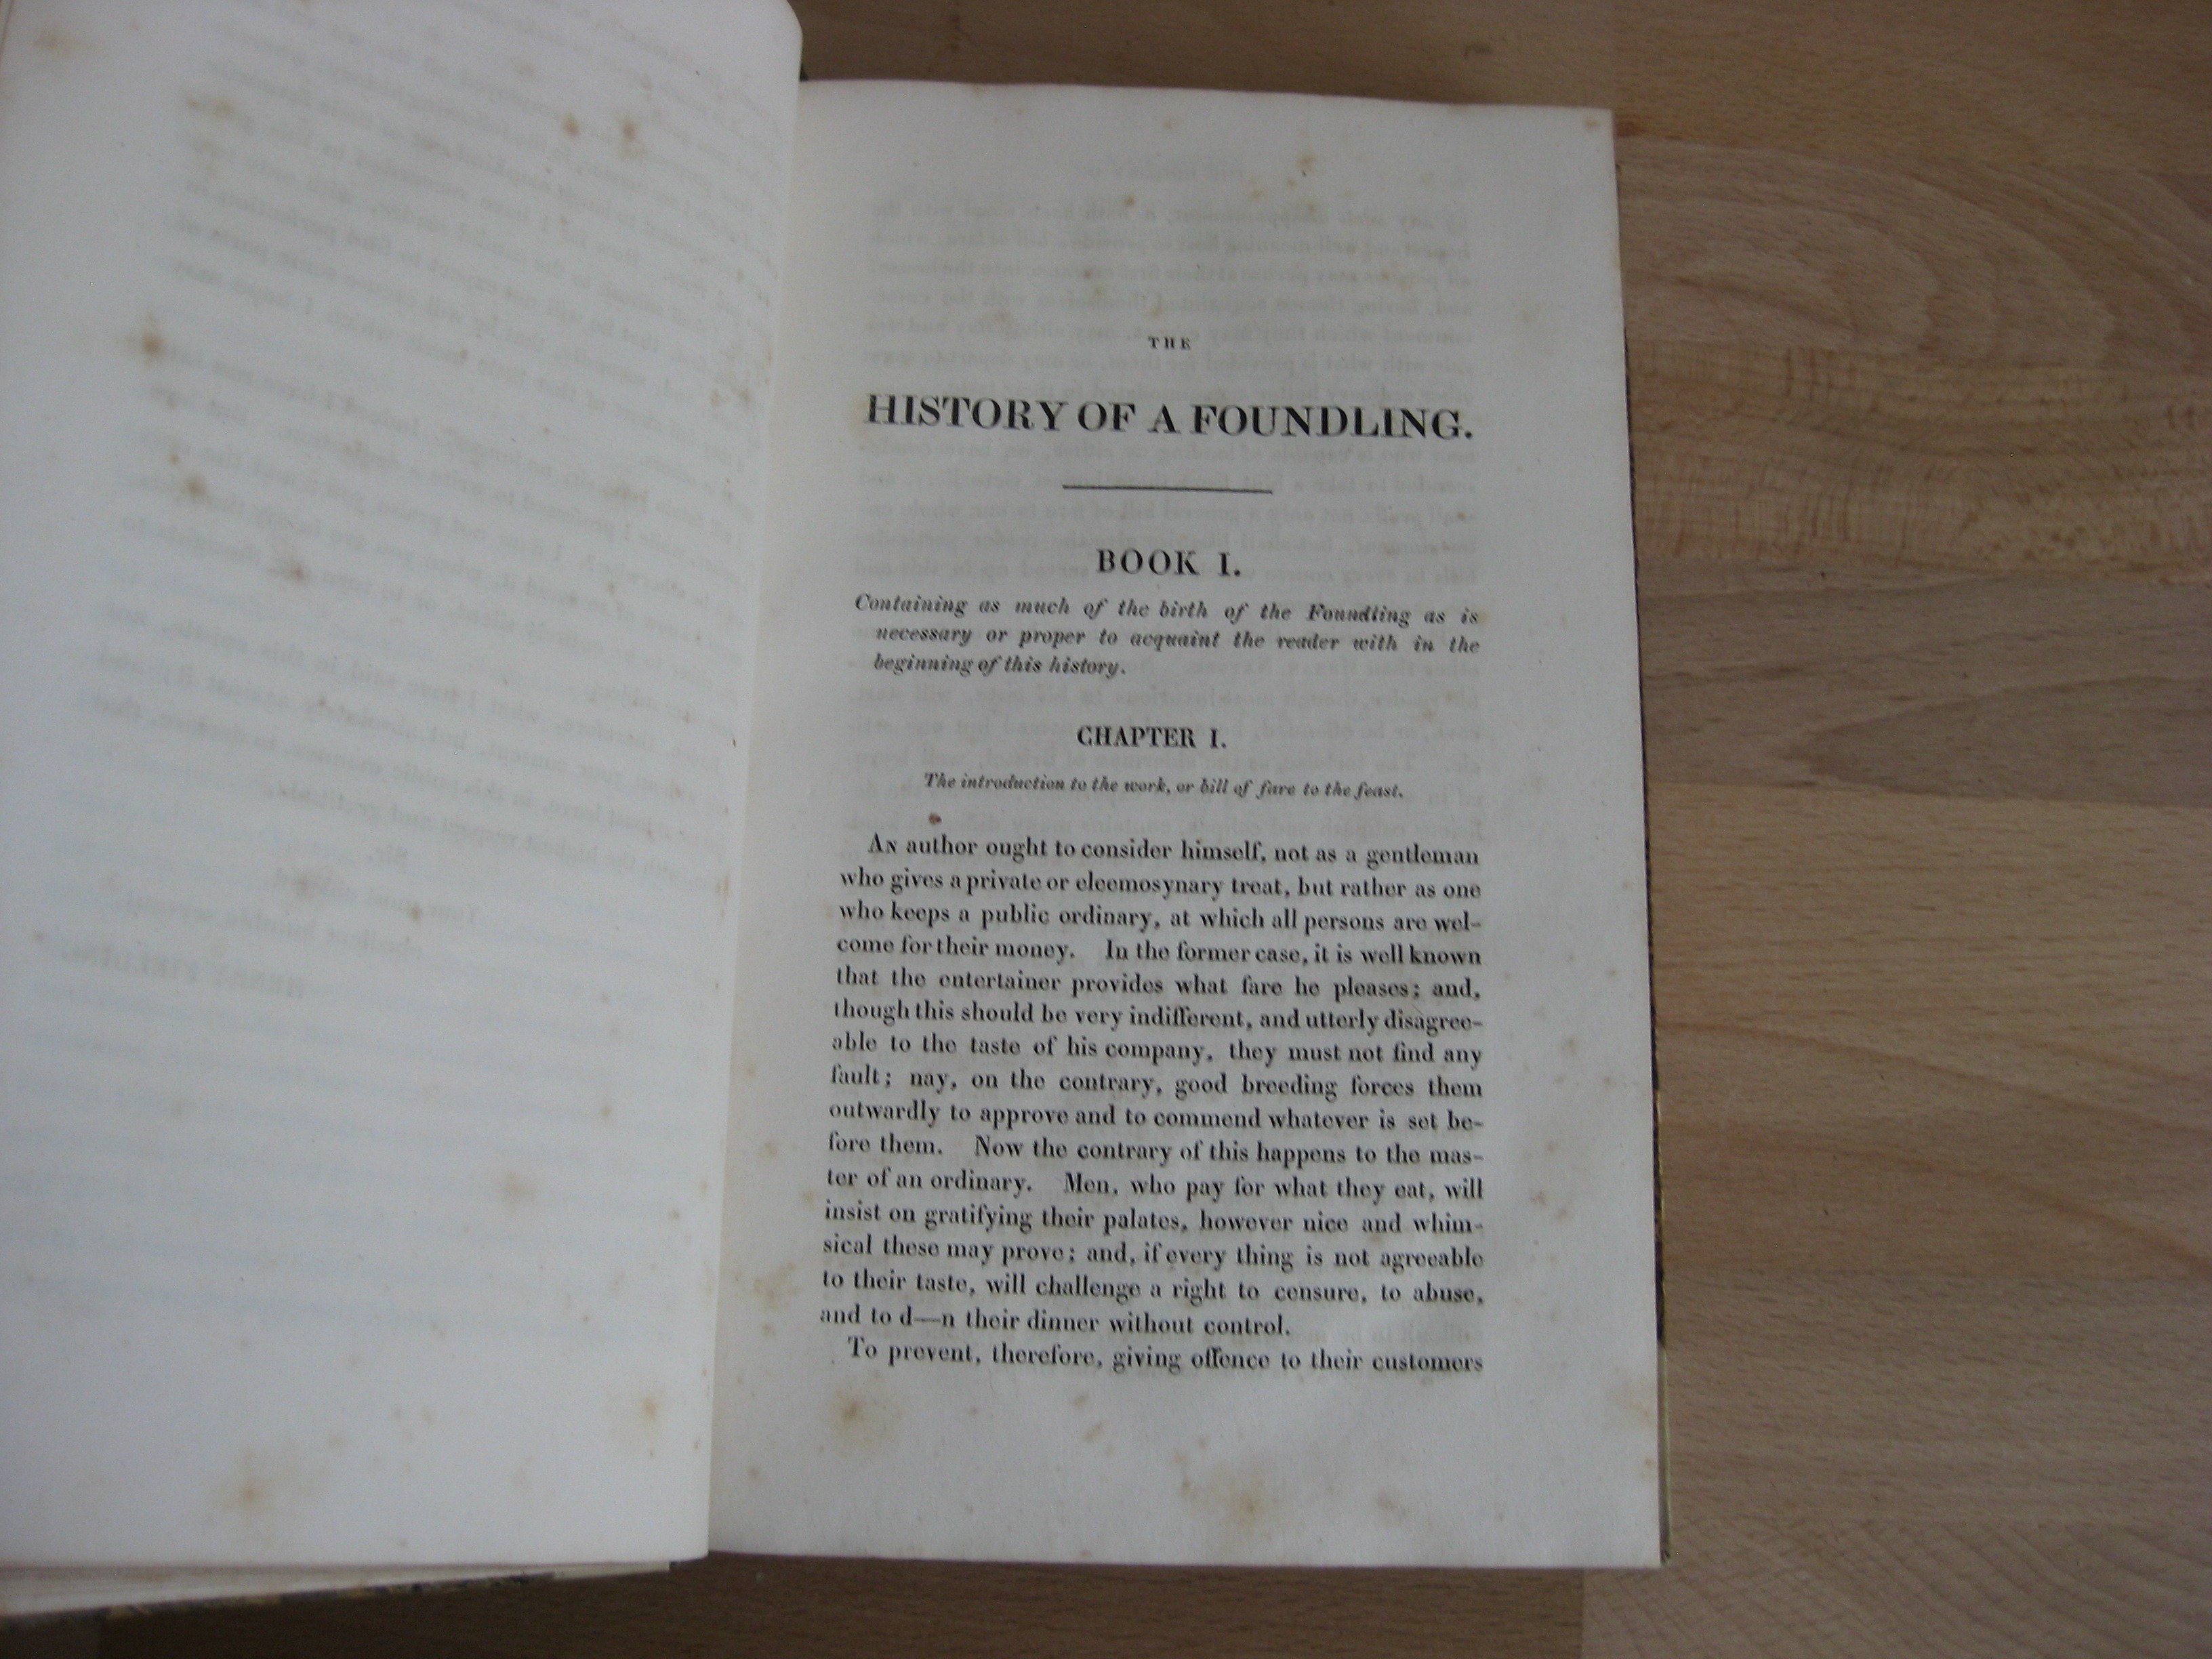 THE
HISTORY OF A FOUNDLING.
BOOK I.
Containing as much of the birth of the Foundling as is
necessary or proper to acquaint the reader with in the
beginning of this history.
CHAPTER I.
The introduction to the work, or bill of fare to the feast.
AN author ought to consider himself, not as a gentleman
who gives a private or eleemosynary treat, but rather as one
who keeps a public ordinary, at which all persons are wel-
come for their money. In the former case, it is well known
that the entertainer provides what fare he pleases; and,
though this should be very indifferent, and utterly disagree-
able to the taste of his company, they must not find any
fault; nay, on the contrary, good breeding forces them
outwardly to approve and to commend whatever is set be-
fore them. Now the contrary of this happens to the mas-
ter of an ordinary. Men, who pay for what they eat, will
insist on gratifying their palates, however nice and whim-
sical these may prove; and, if every thing is not agreeable
to their taste, will challenge a right to censure, to abuse,
and to d—n their dinner without control.
To prevent, therefore, giving offence to their customers